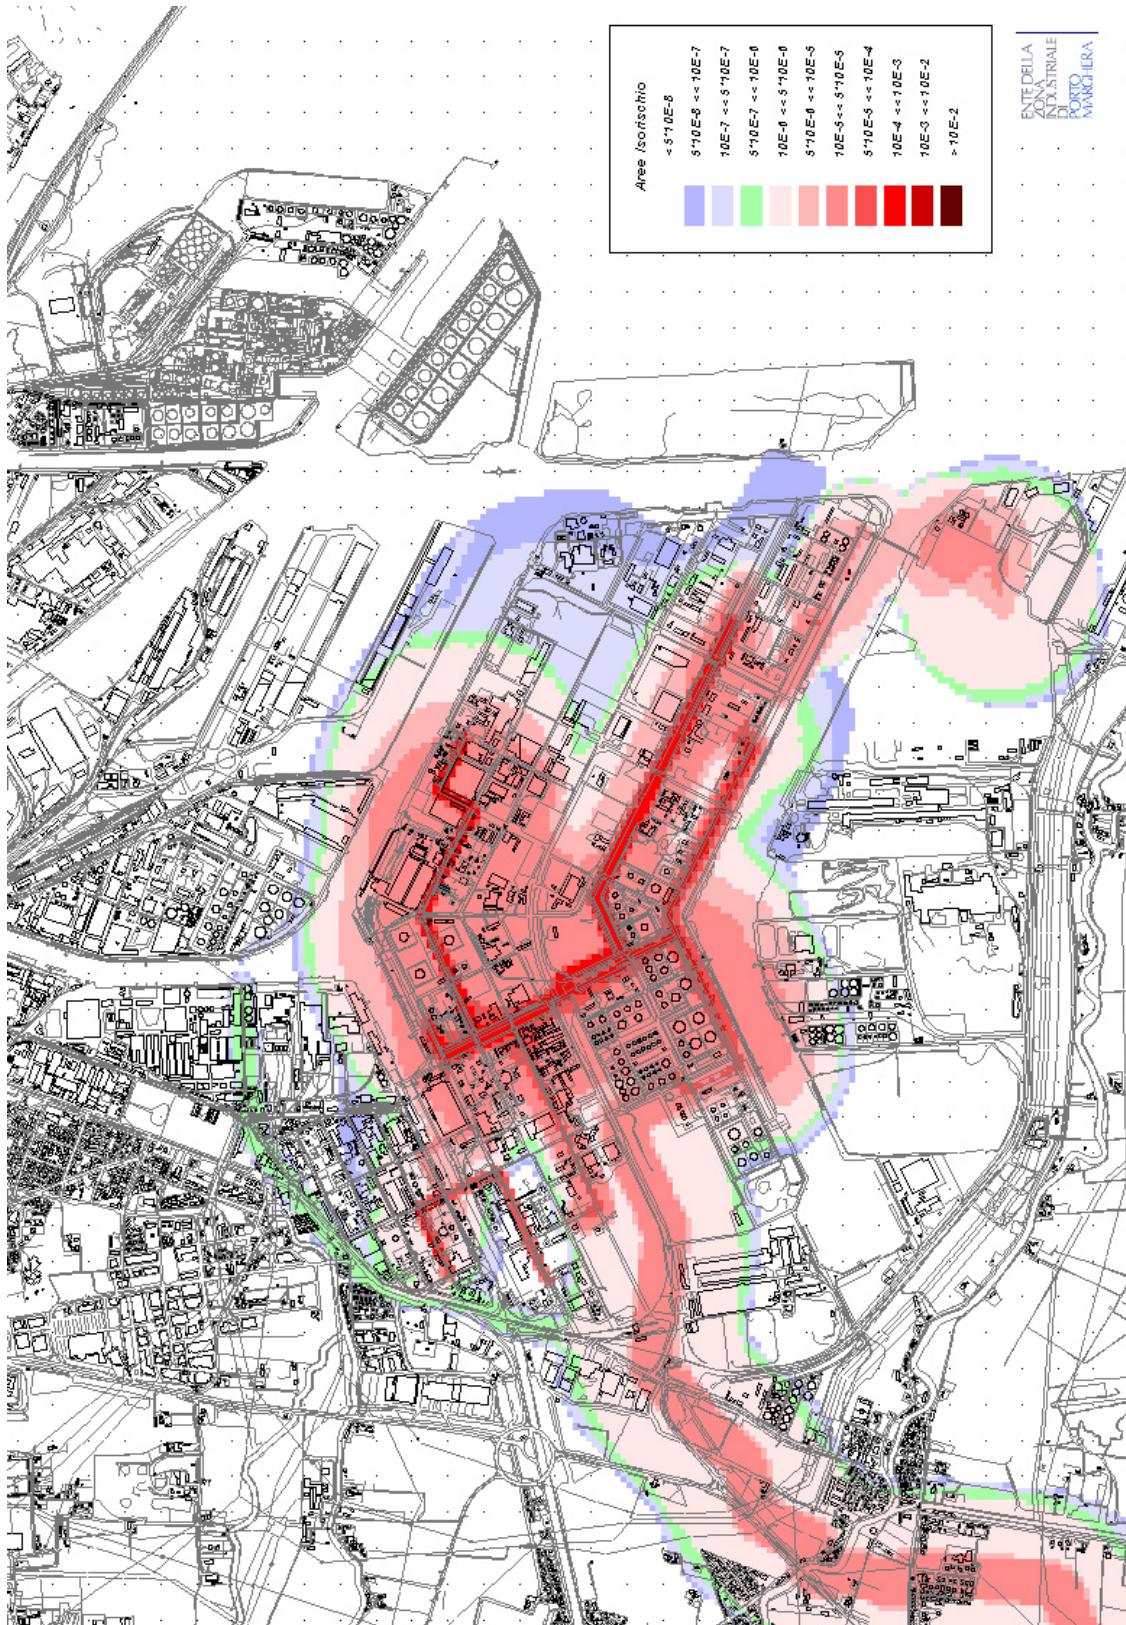 Aree Isorischio
< 5*10E-8
5*10E-8 << 10E-7
10E-7 << 5*10E-7
5*10E-7 << 10E-6
10E-6 << 5*10E-6
5*10E-6 << 10E-5
10E-5<< 5*10E-5
5*10E-5 << 10E-4
10E-4 <<10E-3
10E-3 <<10E-2
> 10E-2
ENTE DELLA
ZONA
INDUSTRIALE
DI
PORTO
MARGHERA